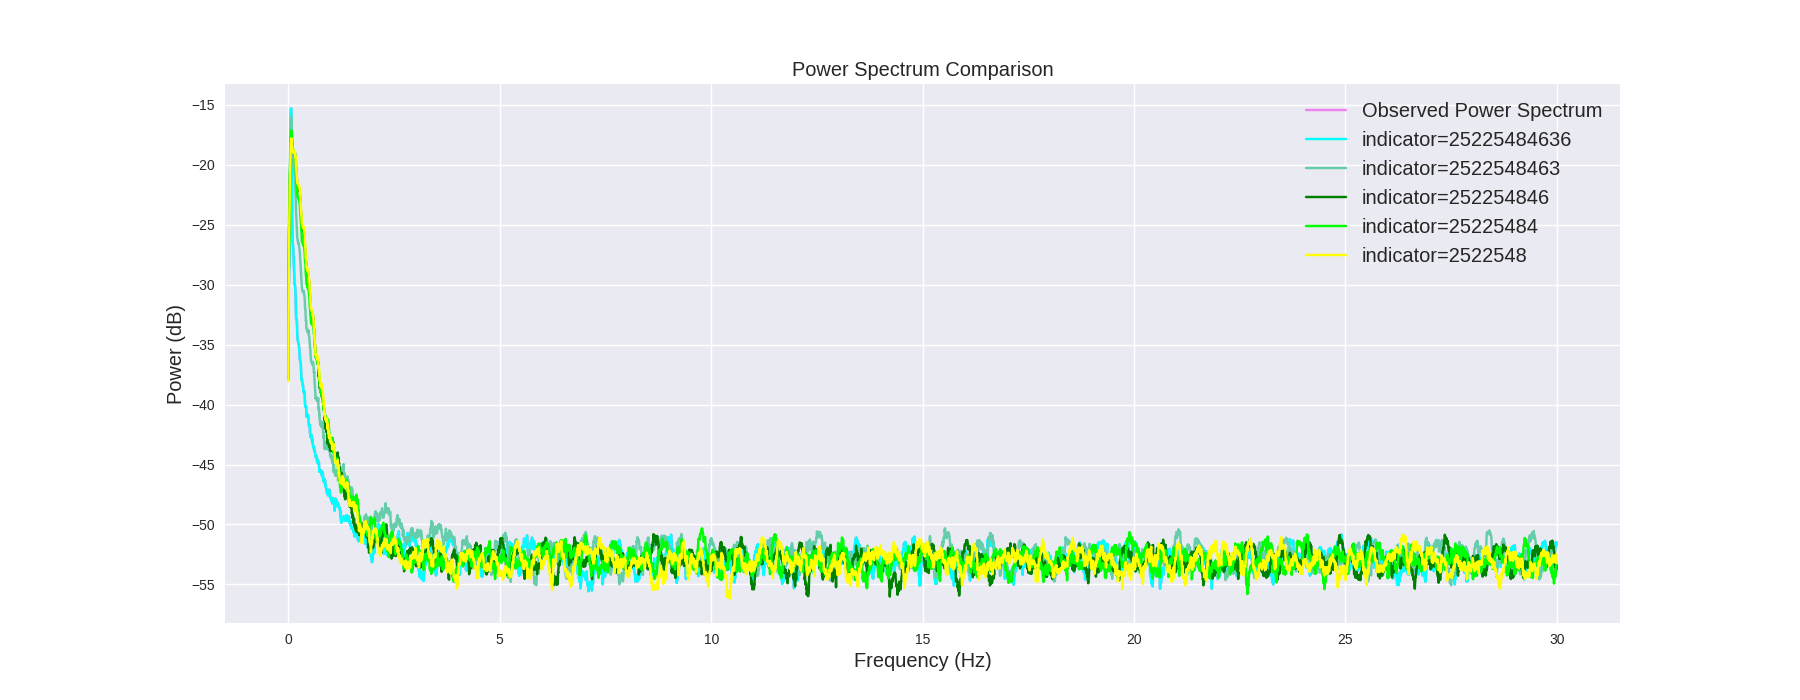 Power Spectrum Comparison
Power (dB)
−15
−20
−25
−30
−35
−40
−45
−50
−55
Observed Power Spectrum
indicator=25225484636
indicator=2522548463
indicator=252254846
indicator=25225484
indicator=2522548
0 5 10 15 20 25 30
Frequency (Hz)